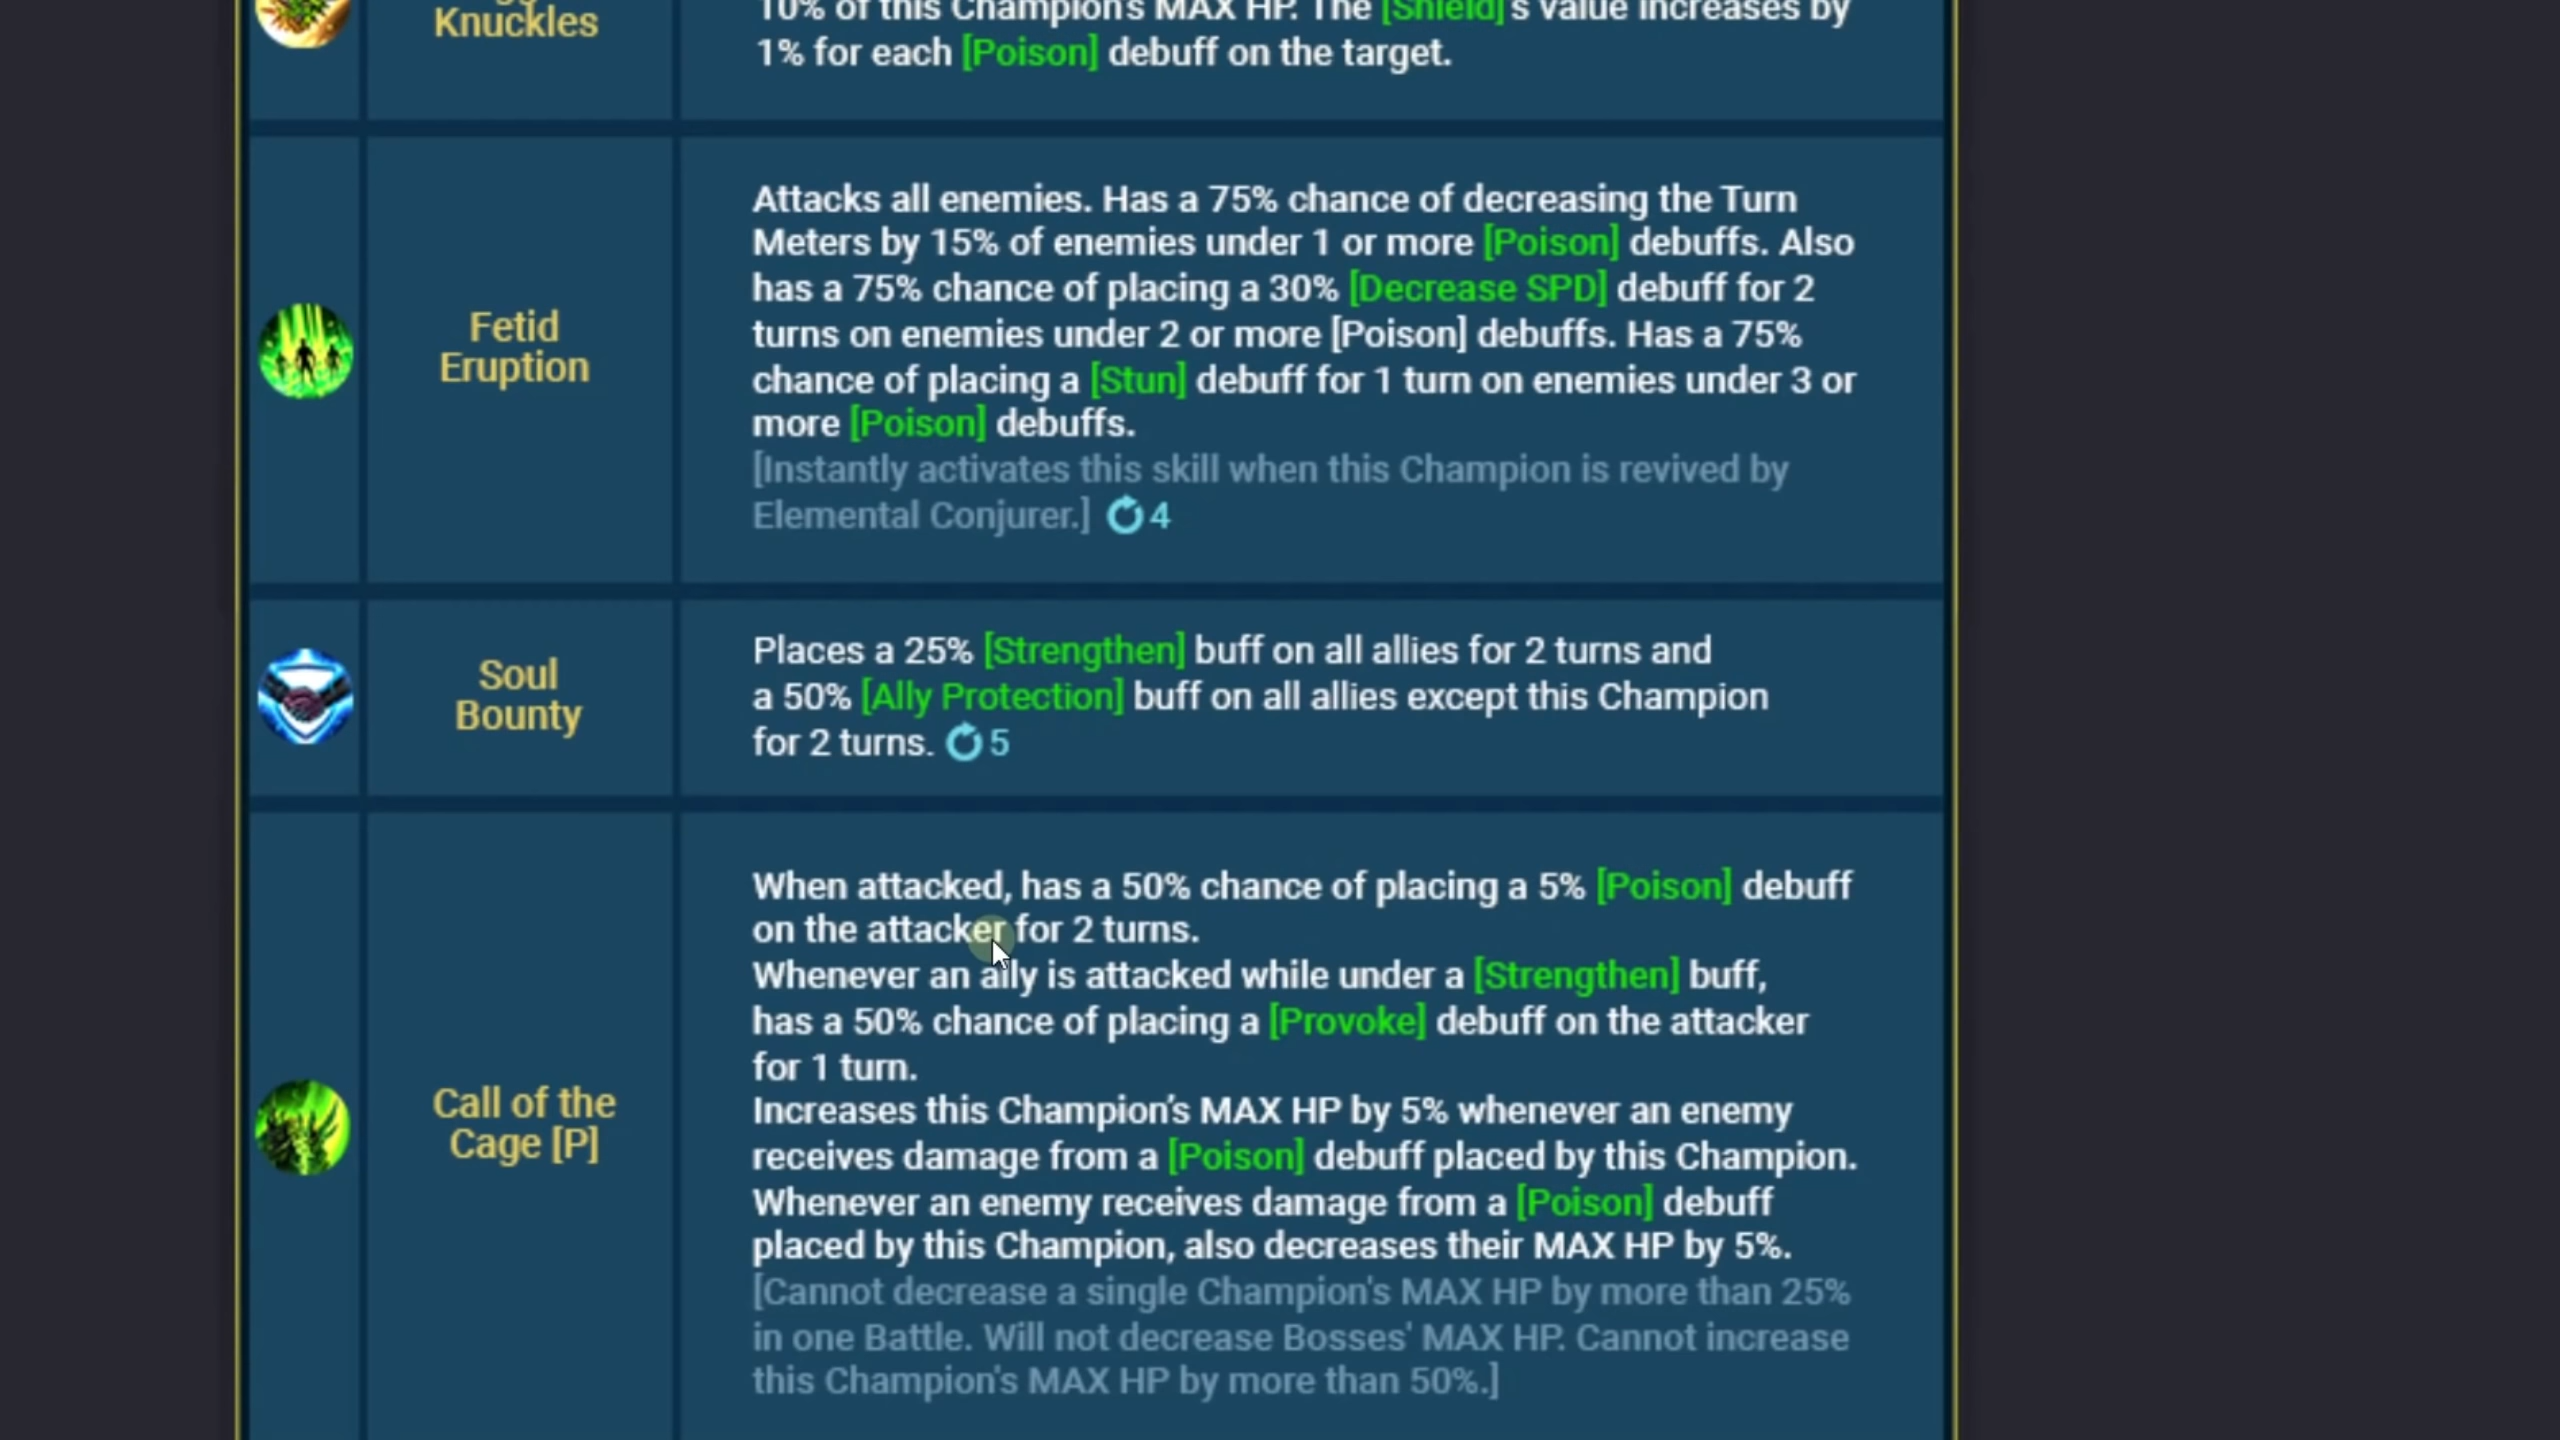 Knuckles
10% of this Champion's MAX HP. The [Shield]'s value increases by
1% for each [Poison] debuff on the target.
Fetid
Eruption
Attacks all enemies. Has a 75% chance of decreasing the Turn
Meters by 15% of enemies under 1 or more [Poison] debuffs. Also
has a 75% chance of placing a 30% [Decrease SPD] debuff for 2
turns on enemies under 2 or more [Poison] debuffs. Has a 75%
chance of placing a [Stun] debuff for 1 turn on enemies under 3 or
more [Poison] debuffs.
[Instantly activates this skill when this Champion is revived by
Elemental Conjurer.] 4
Soul
Bounty
Places a 25% [Strengthen] buff on all allies for 2 turns and
a 50% [Ally Protection] buff on all allies except this Champion
for 2 turns. 5
Call of the
Cage [P]
When attacked, has a 50% chance of placing a 5% [Poison] debuff
on the attacker for 2 turns.
Whenever an ally is attacked while under a [Strengthen] buff,
has a 50% chance of placing a [Provoke] debuff on the attacker
for 1 turn.
Increases this Champion's MAX HP by 5% whenever an enemy
receives damage from a [Poison] debuff placed by this Champion.
Whenever an enemy receives damage from a [Poison] debuff
placed by this Champion, also decreases their MAX HP by 5%.
[Cannot decrease a single Champion's MAX HP by more than 25%
in one Battle. Will not decrease Bosses' MAX HP. Cannot increase
this Champion's MAX HP by more than 50%.]